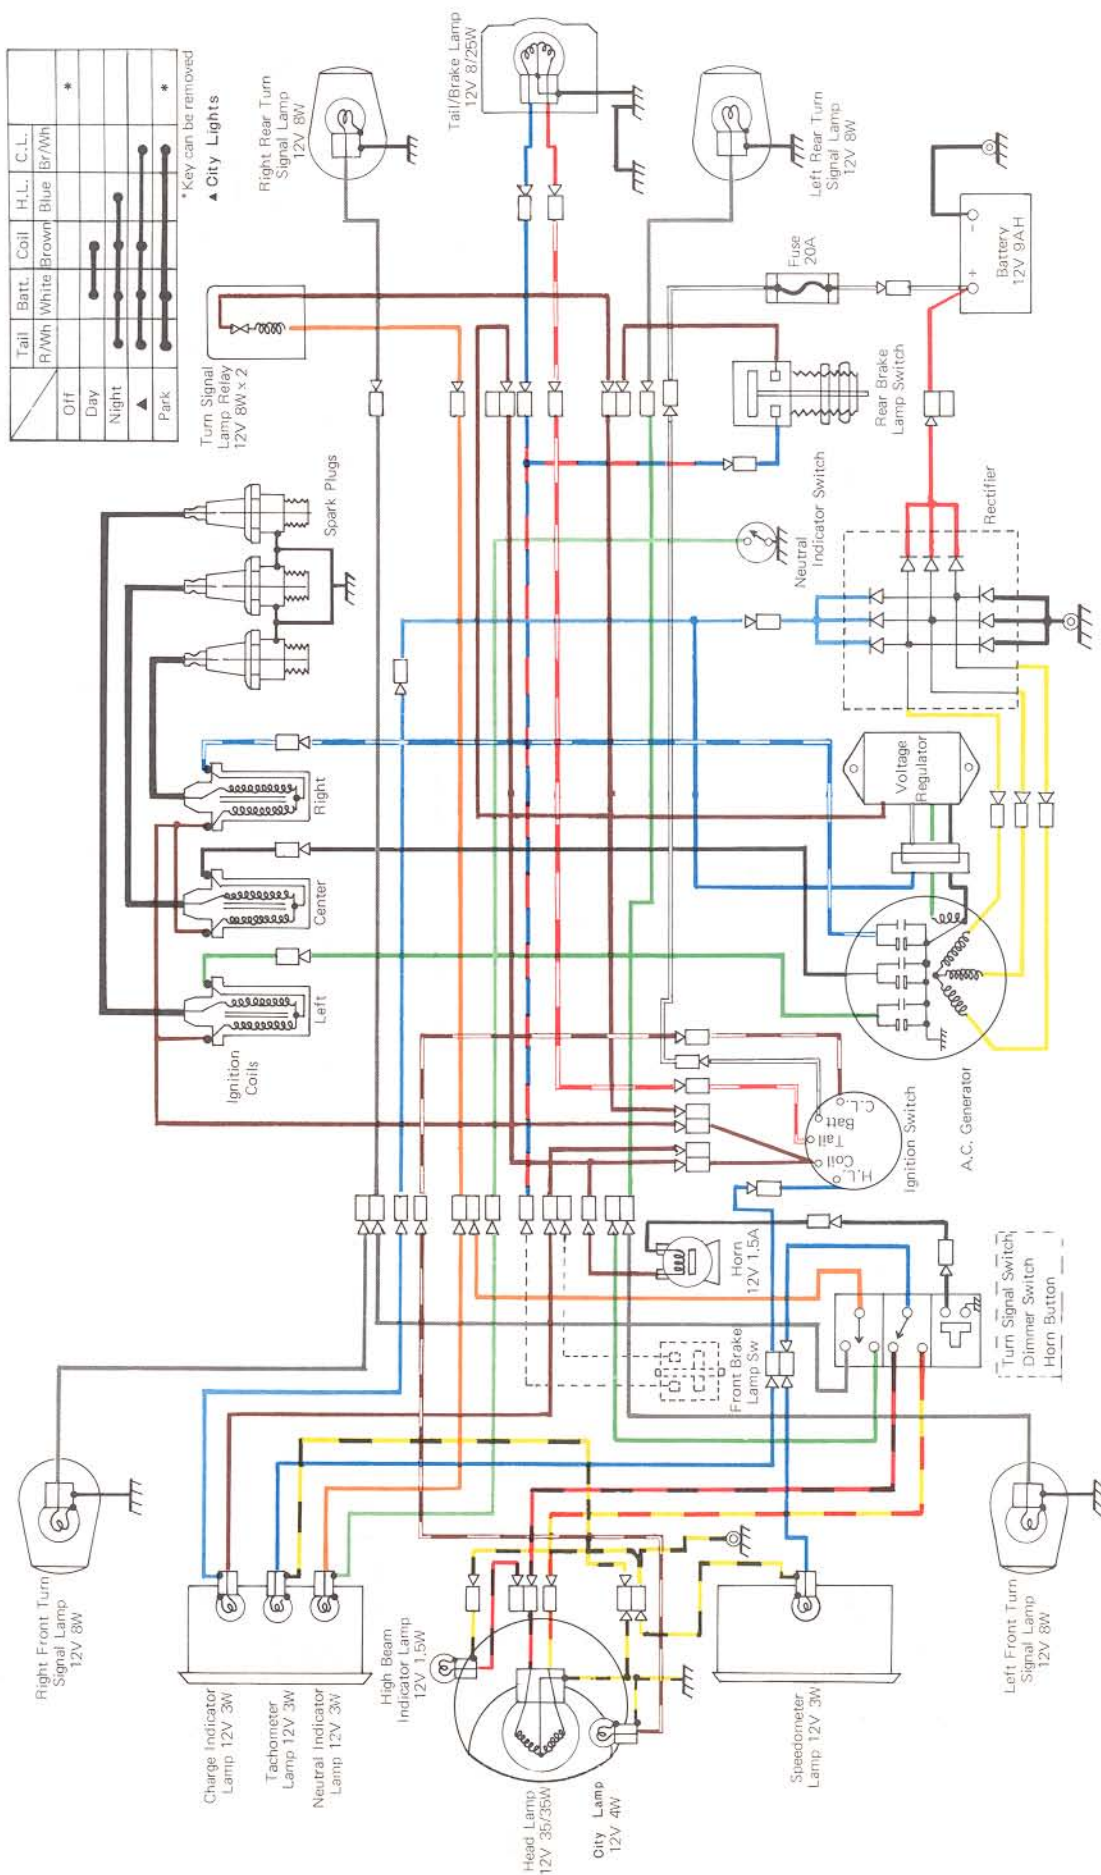 Tail Batt. Coil H.L. C.L.
R/Wh White Brown Blue Br/Wh
Off *
Day
Night
▲
Park *
* Key can be removed
▲ City Lights
Right Rear Turn
Signal Lamp
12V 8W
Tail/Brake Lamp
12V 8/25W
Left Rear Turn
Signal Lamp
12V 8W
Turn Signal
Lamp Relay
12V 8W x 2
Fuse
20A
+
-
Battery
12V 9AH
Rear Brake
Lamp Switch
Spark Plugs
Neutral
Indicator Switch
Rectifier
Right
Center
Left
Ignition
Coils
Voltage
Regulator
A.C. Generator
C.L.
Batt
Tail
Coil
H.L.
Ignition Switch
Horn
12V 1.5A
Front Brake
Lamp Sw
Turn Signal Switch
Dimmer Switch
Horn Button
Right Front Turn
Signal Lamp
12V 8W
Charge Indicator
Lamp 12V 3W
Tachometer
Lamp 12V 3W
Neutral Indicator
Lamp 12V 3W
High Beam
Indicator Lamp
12V 1.5W
Head Lamp
12V 35/35W
City Lamp
12V 4W
Speedometer
Lamp 12V 3W
Left Front Turn
Signal Lamp
12V 8W